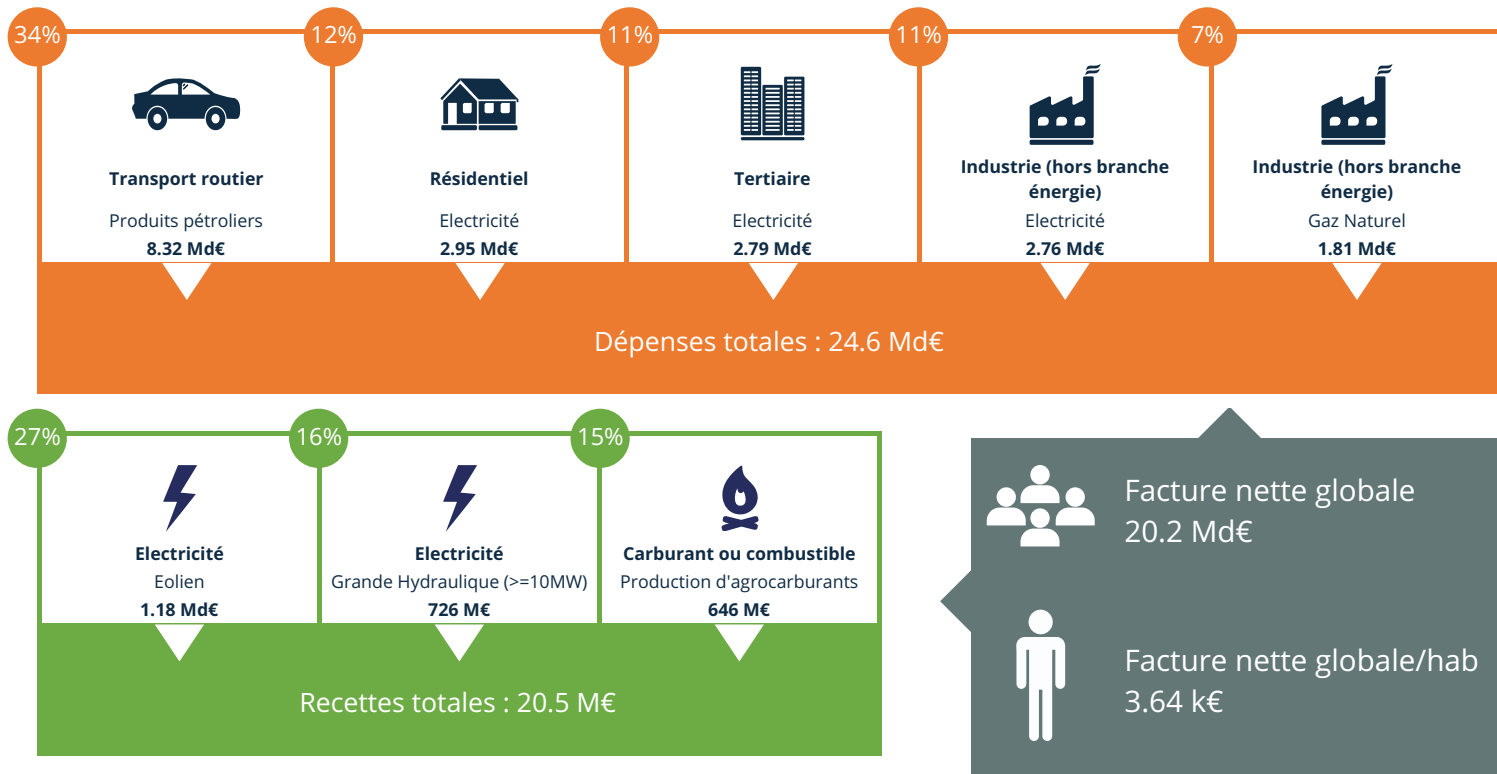 34%
12%
11%
11%
7%
Transport routier
Produits pétroliers
8.32 Md€
Résidentiel
Electricité
2.95 Md€
Tertiaire
Electricité
2.79 Md€
Industrie (hors branche
énergie)
Electricité
2.76 Md€
Industrie (hors branche
énergie)
Gaz Naturel
1.81 Md€
Dépenses totales : 24.6 Md€
27%
16%
15%
Electricité
Eolien
1.18 Md€
Electricité
Grande Hydraulique (>=10MW)
726 M€
Carburant ou combustible
Production d'agrocarburants
646 M€
Recettes totales : 20.5 M€
Facture nette globale
20.2 Md€
Facture nette globale/hab
3.64 k€